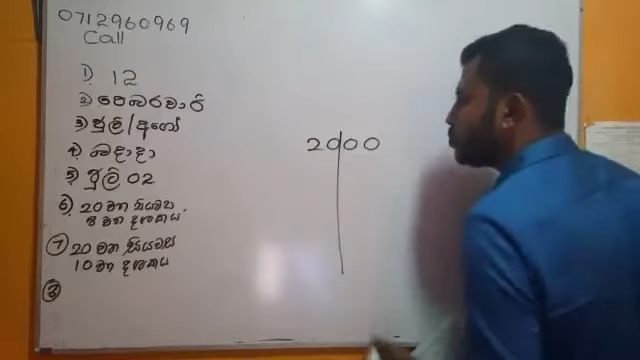 0712960969
Call
1) 12
2) පෙබරවාරි
3) ජූලි/අගෝ
4) බදාදා
5) ජූලි 02
6) 20 වන සියවස
8 වන දශකය.
7 20 වන සියවස
10 වන දශකය
8
2000